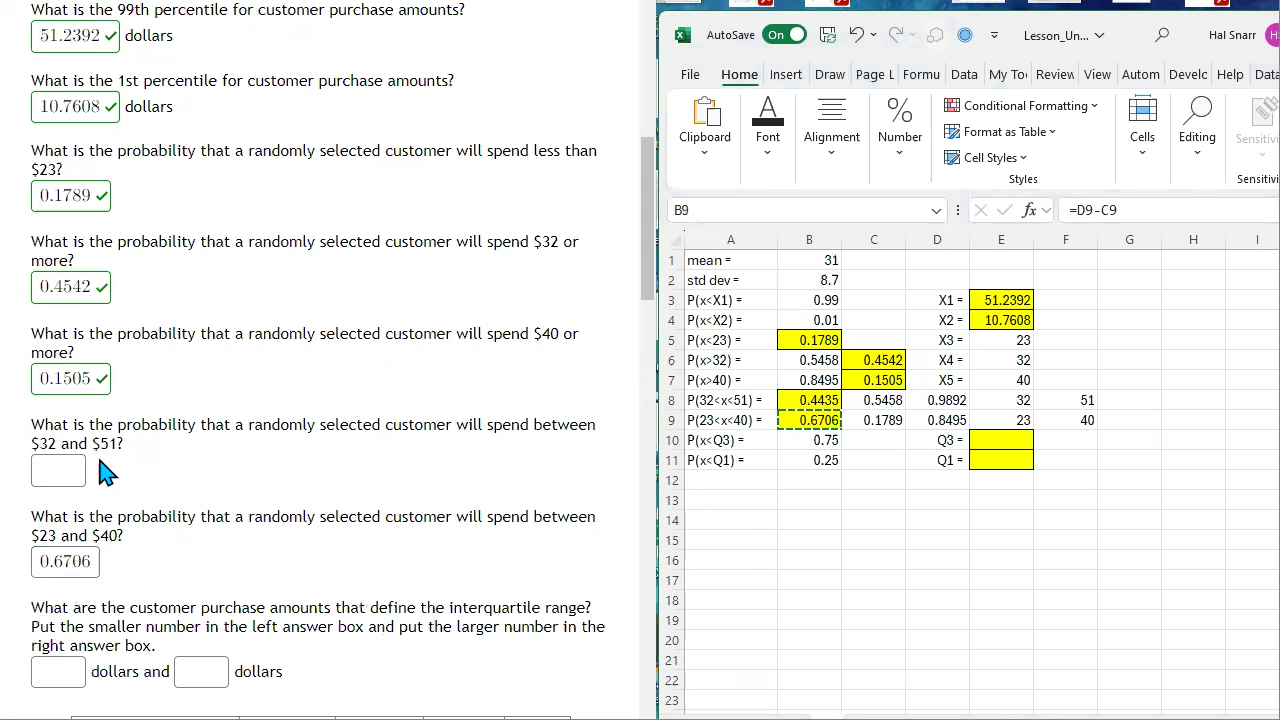 What is the 99th percentile for customer purchase amounts?
51.2392 ✓ dollars
What is the 1st percentile for customer purchase amounts?
10.7608 ✓ dollars
What is the probability that a randomly selected customer will spend less than
$23?
0.1789 ✓
What is the probability that a randomly selected customer will spend $32 or
more?
0.4542 ✓
What is the probability that a randomly selected customer will spend $40 or
more?
0.1505 ✓
What is the probability that a randomly selected customer will spend between
$32 and $51?
What is the probability that a randomly selected customer will spend between
$23 and $40?
0.6706
What are the customer purchase amounts that define the interquartile range?
Put the smaller number in the left answer box and put the larger number in the
right answer box.
dollars and dollars
AutoSave On Lesson_Un... Hal Snarr H
File Home Insert Draw Page L Formu Data My To Review View Autom Develc Help Data
Clipboard Font Alignment Number Conditional Formatting Format as Table Cell Styles Cells Editing Sensitiv
Styles Sensitivi
B9 fx =D9-C9
A B C D E F G H I
1 mean = 31
2 std dev = 8.7
3 P(x<X1) = 0.99 X1 = 51.2392
4 P(x<X2) = 0.01 X2 = 10.7608
5 P(x<23) = 0.1789 X3 = 23
6 P(x>32) = 0.5458 0.4542 X4 = 32
7 P(x>40) = 0.8495 0.1505 X5 = 40
8 P(32<x<51) = 0.4435 0.5458 0.9892 32 51
9 P(23<x<40) = 0.6706 0.1789 0.8495 23 40
10 P(x<Q3) = 0.75 Q3 =
11 P(x<Q1) = 0.25 Q1 =
12
13
14
15
16
17
18
19
20
21
22
23